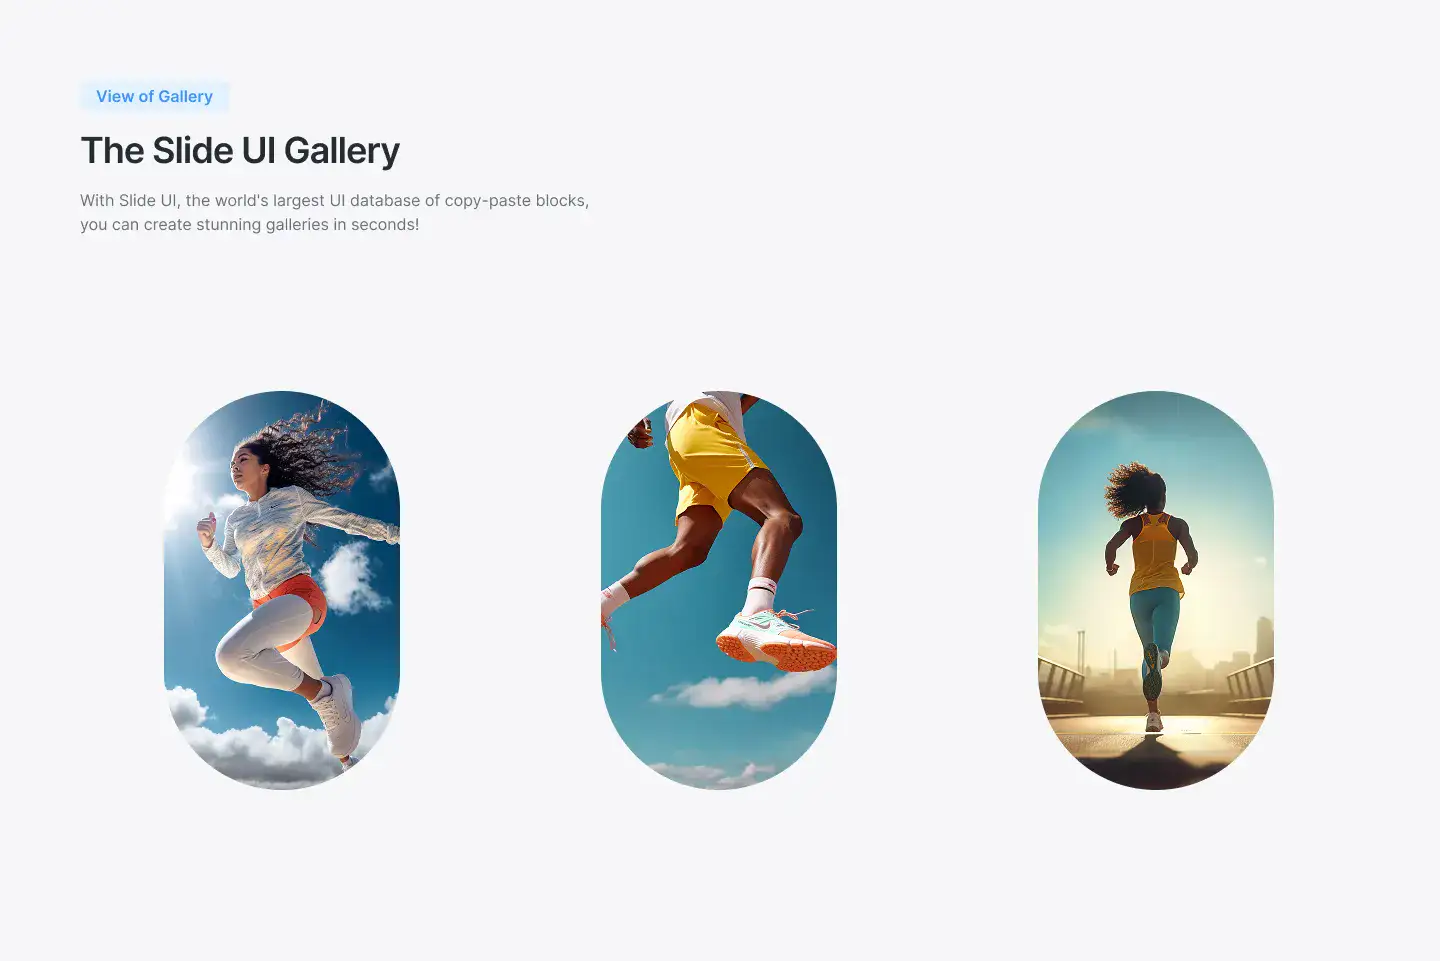 View of Gallery
The Slide UI Gallery
With Slide UI, the world's largest UI database of copy-paste blocks,
you can create stunning galleries in seconds!